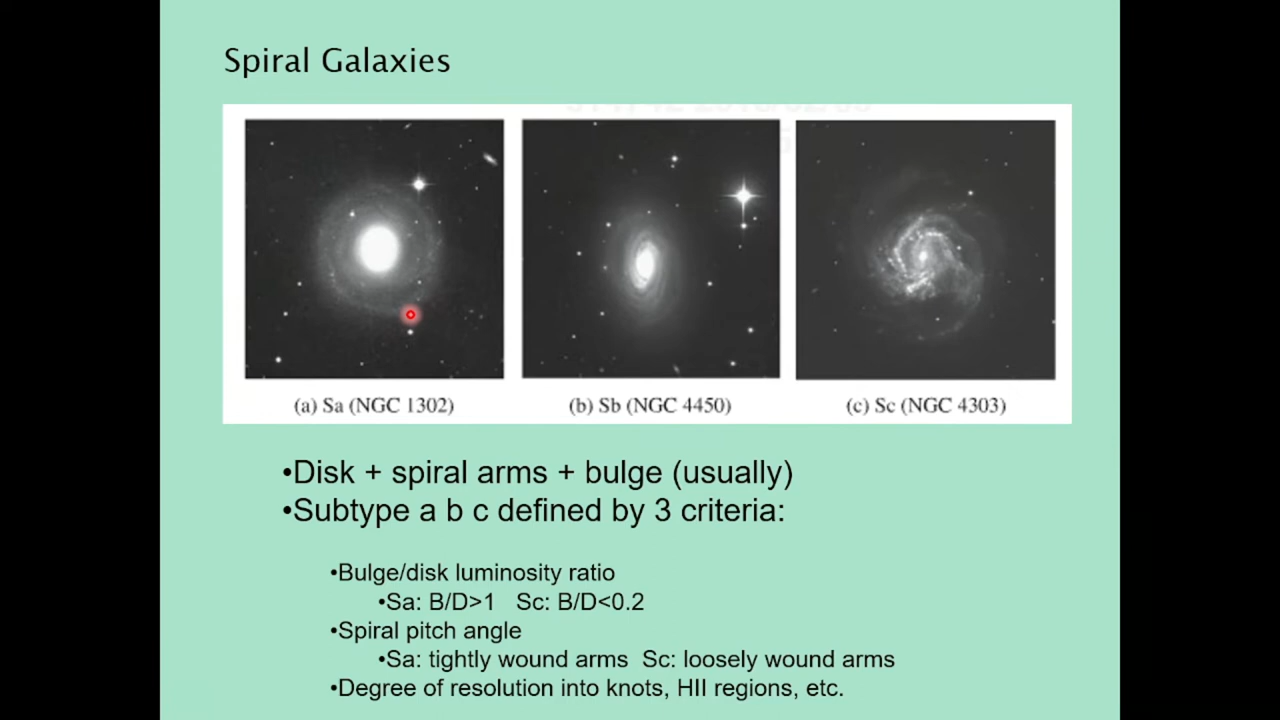 Spiral Galaxies
(a) Sa (NGC 1302)
(b) Sb (NGC 4450)
(c) Sc (NGC 4303)
•Disk + spiral arms + bulge (usually)
•Subtype a b c defined by 3 criteria:
•Bulge/disk luminosity ratio
•Sa: B/D>1 Sc: B/D<0.2
•Spiral pitch angle
•Sa: tightly wound arms Sc: loosely wound arms
•Degree of resolution into knots, HII regions, etc.